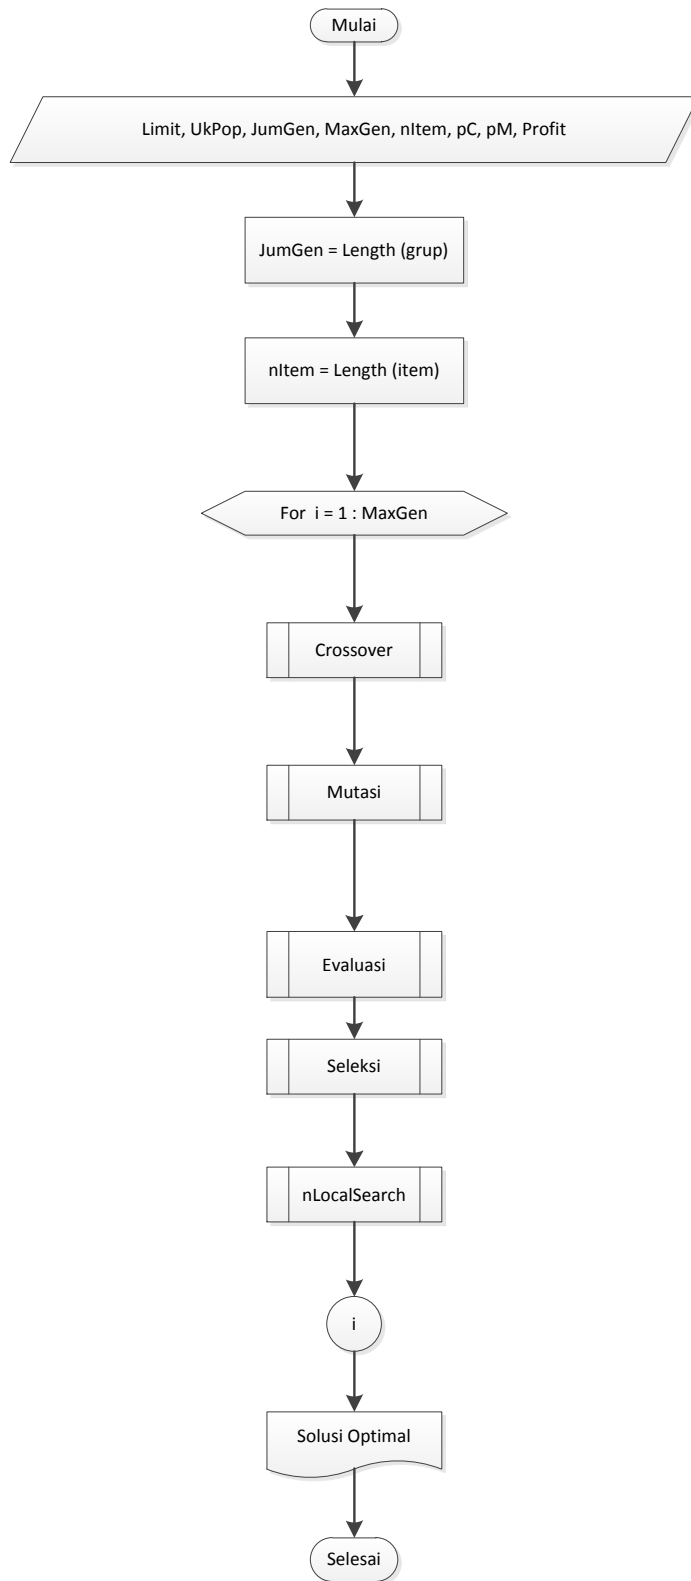 Mulai
Limit, UkPop, JumGen, MaxGen, nItem, pC, pM, Profit
JumGen = Length (grup)
nItem = Length (item)
For i = 1 : MaxGen
Crossover
Mutasi
Evaluasi
Seleksi
nLocalSearch
i
Solusi Optimal
Selesai